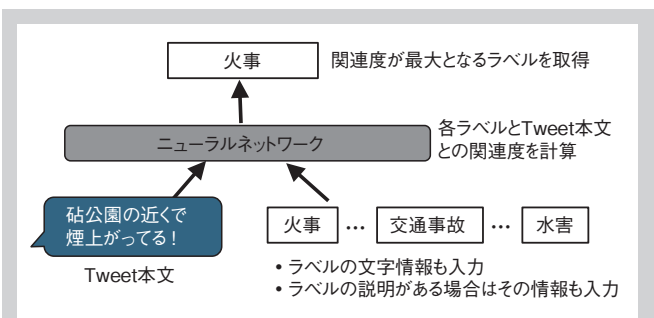 火事
関連度が最大となるラベルを取得
ニューラルネットワーク
各ラベルとTweet本文
との関連度を計算
砧公園の近くで
煙上がってる！
Tweet本文
火事 … 交通事故 … 水害
• ラベルの文字情報も入力
• ラベルの説明がある場合はその情報も入力